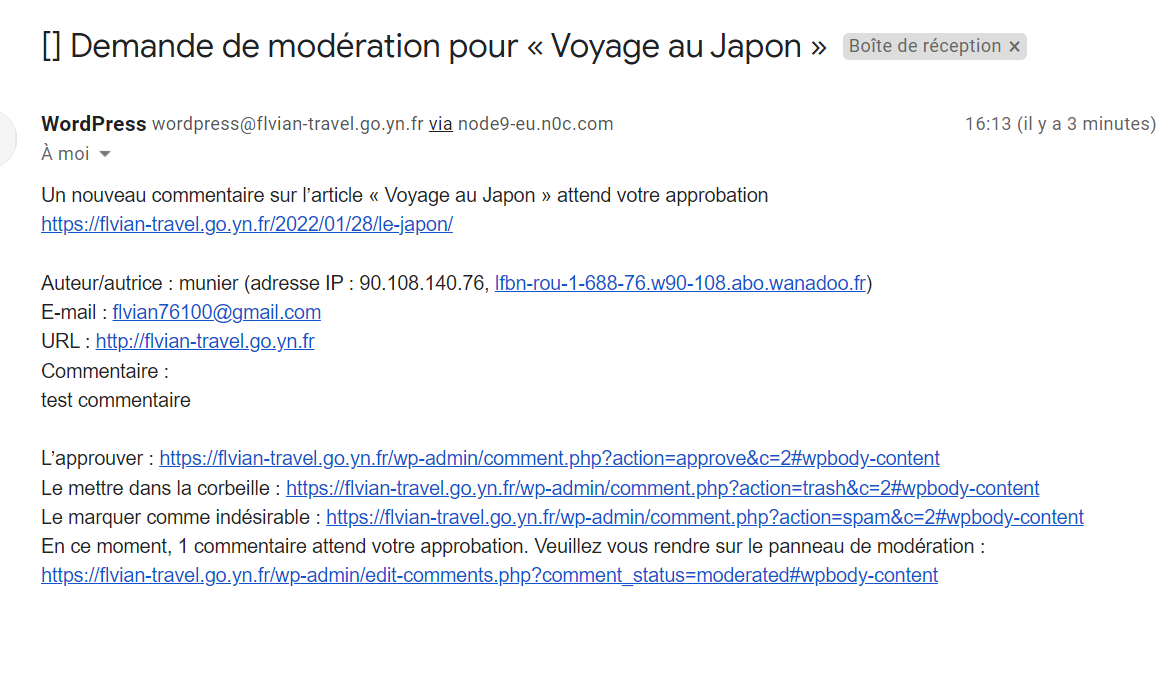 [] Demande de modération pour « Voyage au Japon » Boîte de réception ×
WordPress wordpress@flvian-travel.go.yn.fr via node9-eu.n0c.com 16:13 (il y a 3 minutes)
À moi
Un nouveau commentaire sur l’article « Voyage au Japon » attend votre approbation
https://flvian-travel.go.yn.fr/2022/01/28/le-japon/
Auteur/autrice : munier (adresse IP : 90.108.140.76, lfbn-rou-1-688-76.w90-108.abo.wanadoo.fr)
E-mail : flvian76100@gmail.com
URL : http://flvian-travel.go.yn.fr
Commentaire :
test commentaire
L’approuver : https://flvian-travel.go.yn.fr/wp-admin/comment.php?action=approve&c=2#wpbody-content
Le mettre dans la corbeille : https://flvian-travel.go.yn.fr/wp-admin/comment.php?action=trash&c=2#wpbody-content
Le marquer comme indésirable : https://flvian-travel.go.yn.fr/wp-admin/comment.php?action=spam&c=2#wpbody-content
En ce moment, 1 commentaire attend votre approbation. Veuillez vous rendre sur le panneau de modération :
https://flvian-travel.go.yn.fr/wp-admin/edit-comments.php?comment_status=moderated#wpbody-content